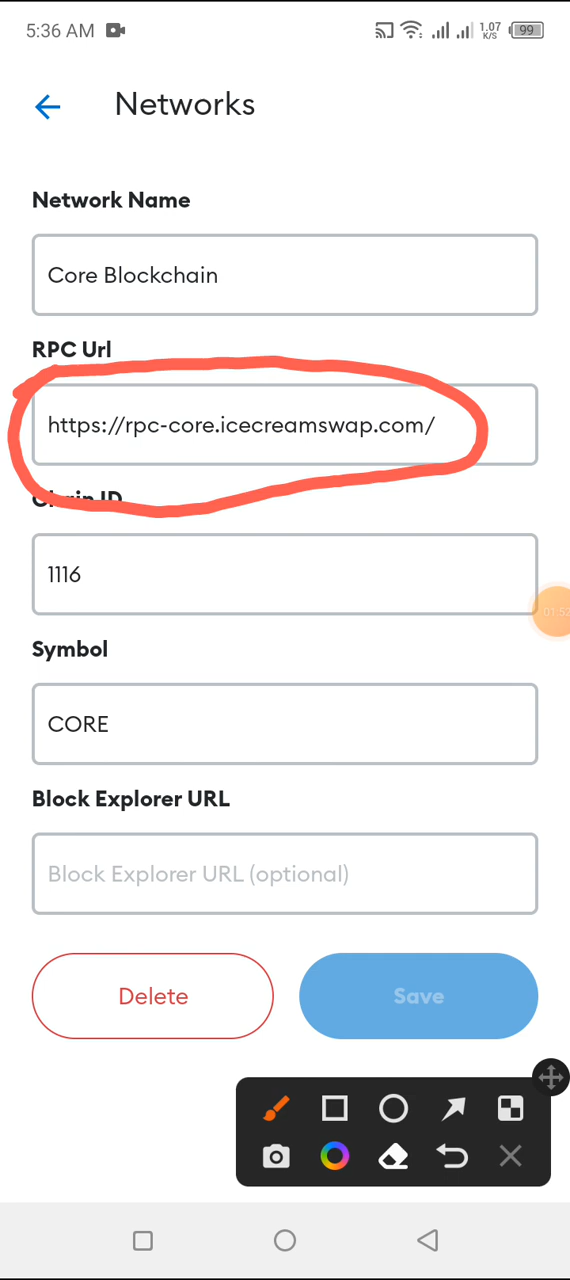 5:36 AM 1.07 K/S 99
Networks
Network Name
Core Blockchain
RPC Url
https://rpc-core.icecreamswap.com/
Chain ID
1116
Symbol
CORE
Block Explorer URL
Block Explorer URL (optional)
Delete
Save